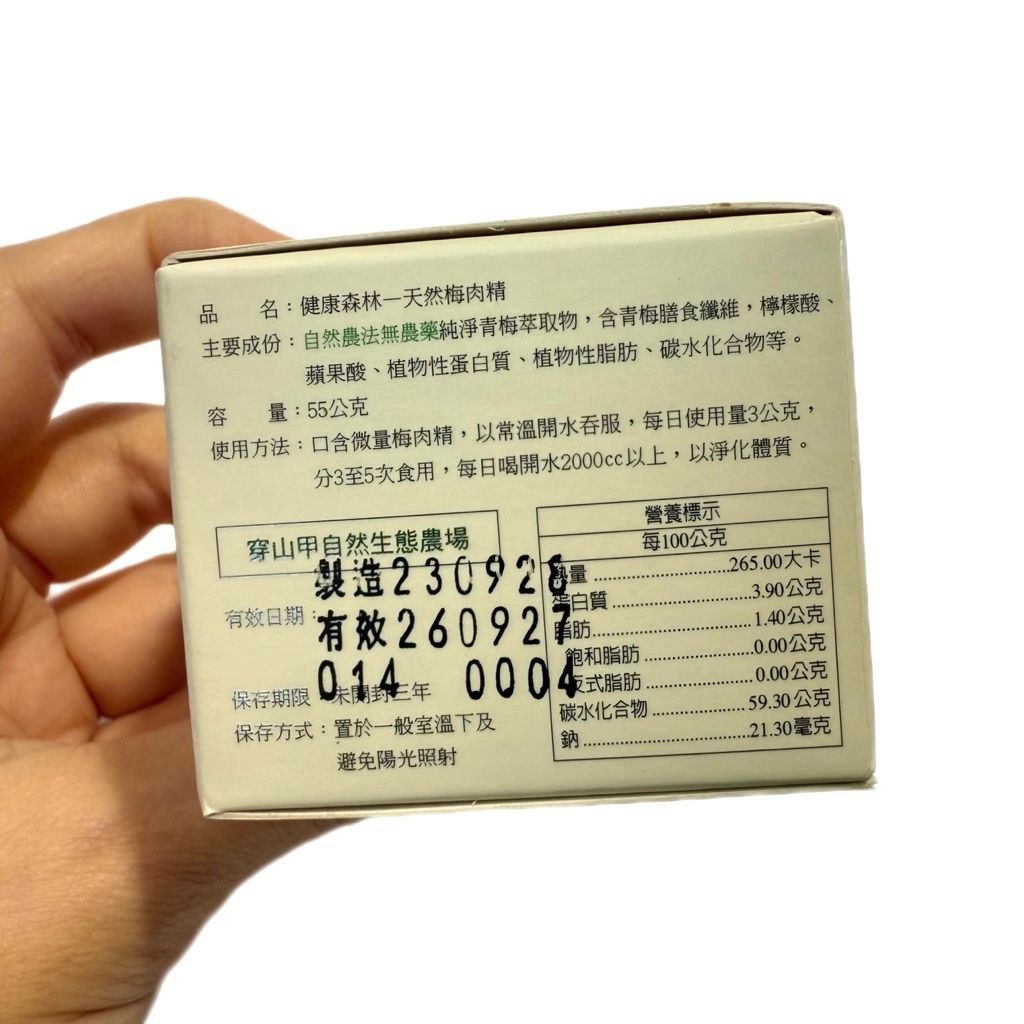 品　　名：健康森林—天然梅肉精
主要成份：自然農法無農藥純淨青梅萃取物，含青梅膳食纖維，檸檬酸、
蘋果酸、植物性蛋白質、植物性脂肪、碳水化合物等。
容　　量：55公克
使用方法：口含微量梅肉精，以常溫開水吞服，每日使用量3公克，
分3至5次食用，每日喝開水2000cc以上，以淨化體質。
穿山甲自然生態農場
製造230928
有效日期：
有效260927
014 0004
保存期限：未開封三年
保存方式：置於一般室溫下及
避免陽光照射
營養標示
每100公克
熱量..................265.00大卡
蛋白質..................3.90公克
脂肪..................1.40公克
飽和脂肪..................0.00公克
反式脂肪..................0.00公克
碳水化合物..................59.30公克
鈉..................21.30毫克